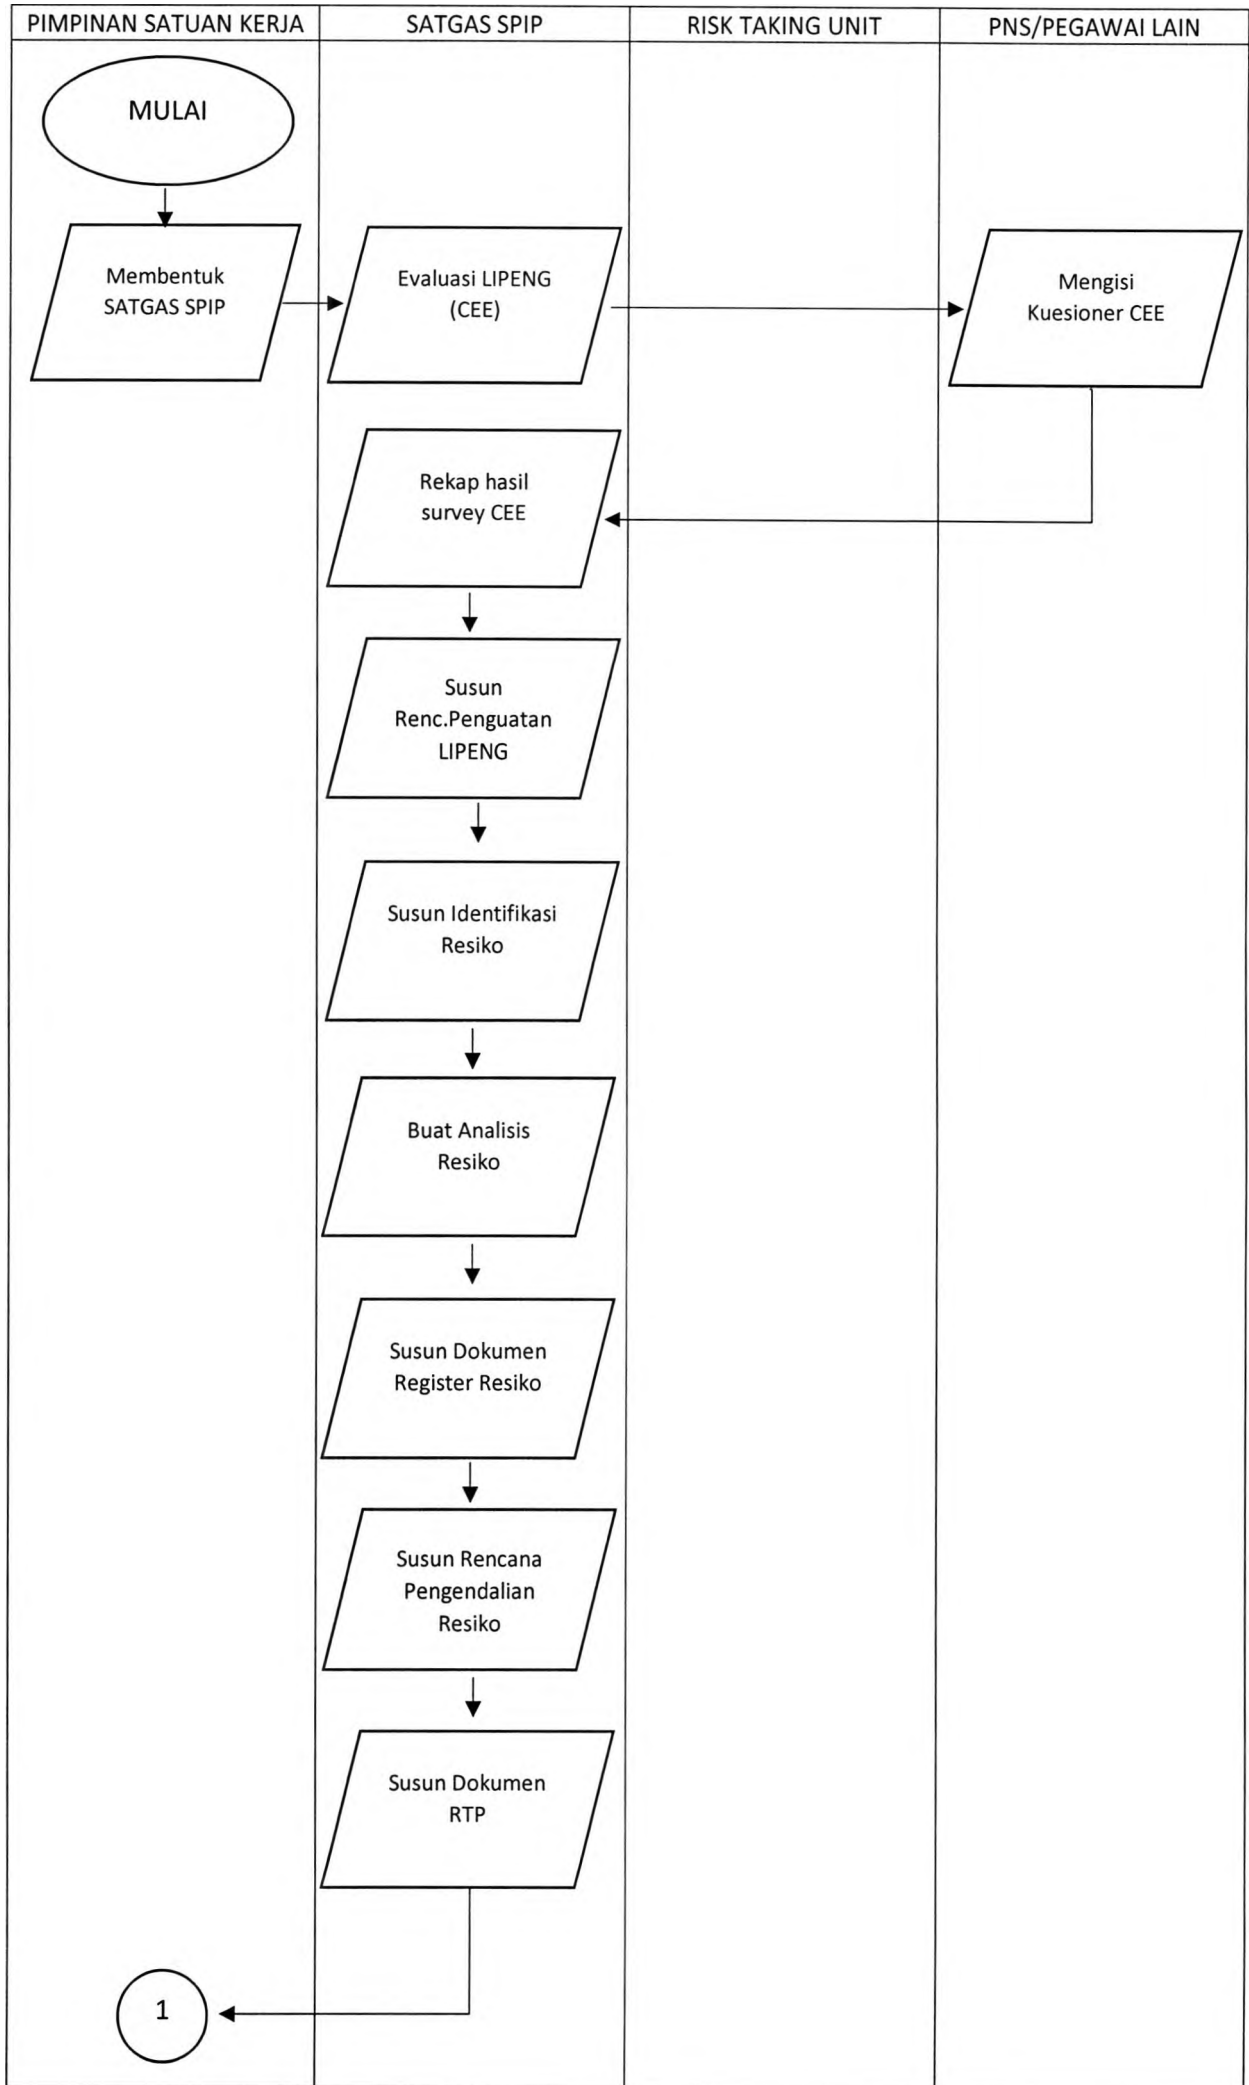 PIMPINAN SATUAN KERJA
SATGAS SPIP
RISK TAKING UNIT
PNS/PEGAWAI LAIN
MULAI
Membentuk
SATGAS SPIP
Evaluasi LIPENG
(CEE)
Mengisi
Kuesioner CEE
Rekap hasil
survey CEE
Susun
Renc.Penguatan
LIPENG
Susun Identifikasi
Resiko
Buat Analisis
Resiko
Susun Dokumen
Register Resiko
Susun Rencana
Pengendalian
Resiko
Susun Dokumen
RTP
1